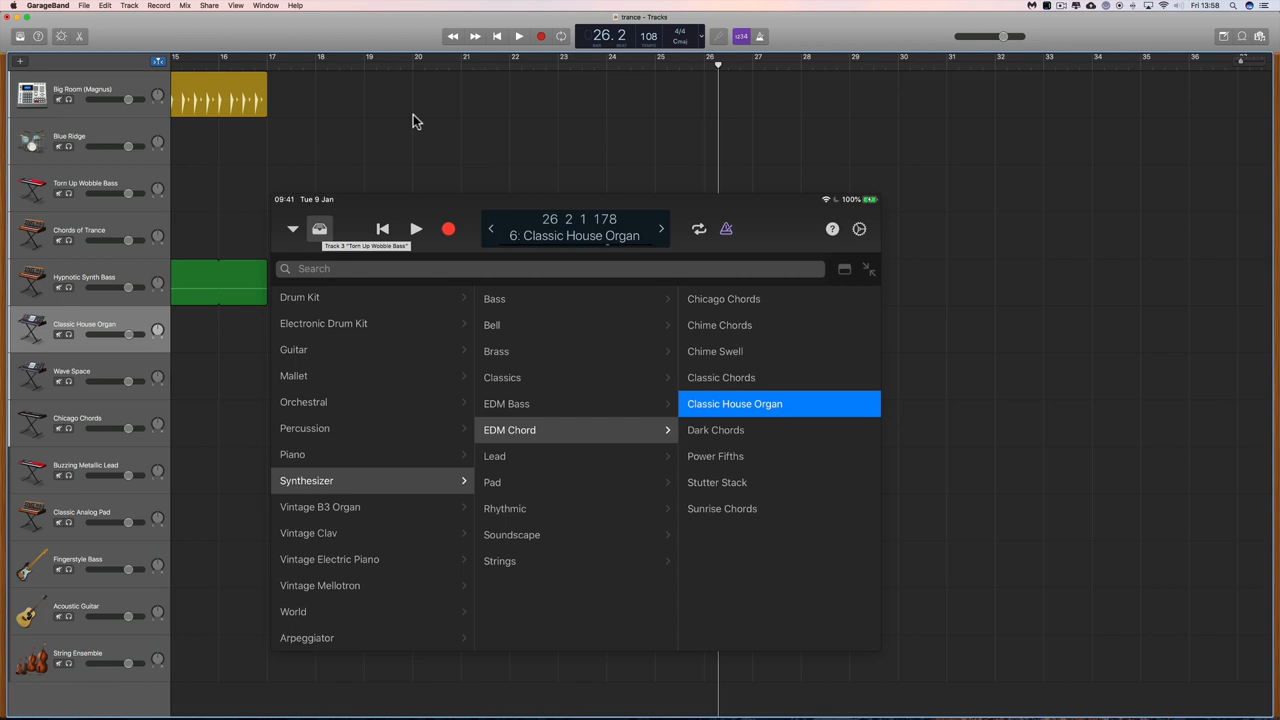 GarageBand File Edit Track Record Mix Share View Window Help Fri 13:58
trance - Tracks
26. 2 108 4/4
BAR BEAT TEMPO Cmaj
1234
15 16 17 18 19 20 21 22 23 24 25 26 27 28 29 30 31 32 33 34 35 36 37
Big Room (Magnus)
Blue Ridge
Torn Up Wobble Bass
Chords of Trance
Hypnotic Synth Bass
Classic House Organ
Wave Space
Chicago Chords
Buzzing Metallic Lead
Classic Analog Pad
Fingerstyle Bass
Acoustic Guitar
String Ensemble
09:41 Tue 9 Jan 100%
26 2 1 178
6: Classic House Organ
Track 3 "Torn Up Wobble Bass"
Search
Drum Kit
Electronic Drum Kit
Guitar
Mallet
Orchestral
Percussion
Piano
Synthesizer
Vintage B3 Organ
Vintage Clav
Vintage Electric Piano
Vintage Mellotron
World
Arpeggiator
Bass
Bell
Brass
Classics
EDM Bass
EDM Chord
Lead
Pad
Rhythmic
Soundscape
Strings
Chicago Chords
Chime Chords
Chime Swell
Classic Chords
Classic House Organ
Dark Chords
Power Fifths
Stutter Stack
Sunrise Chords